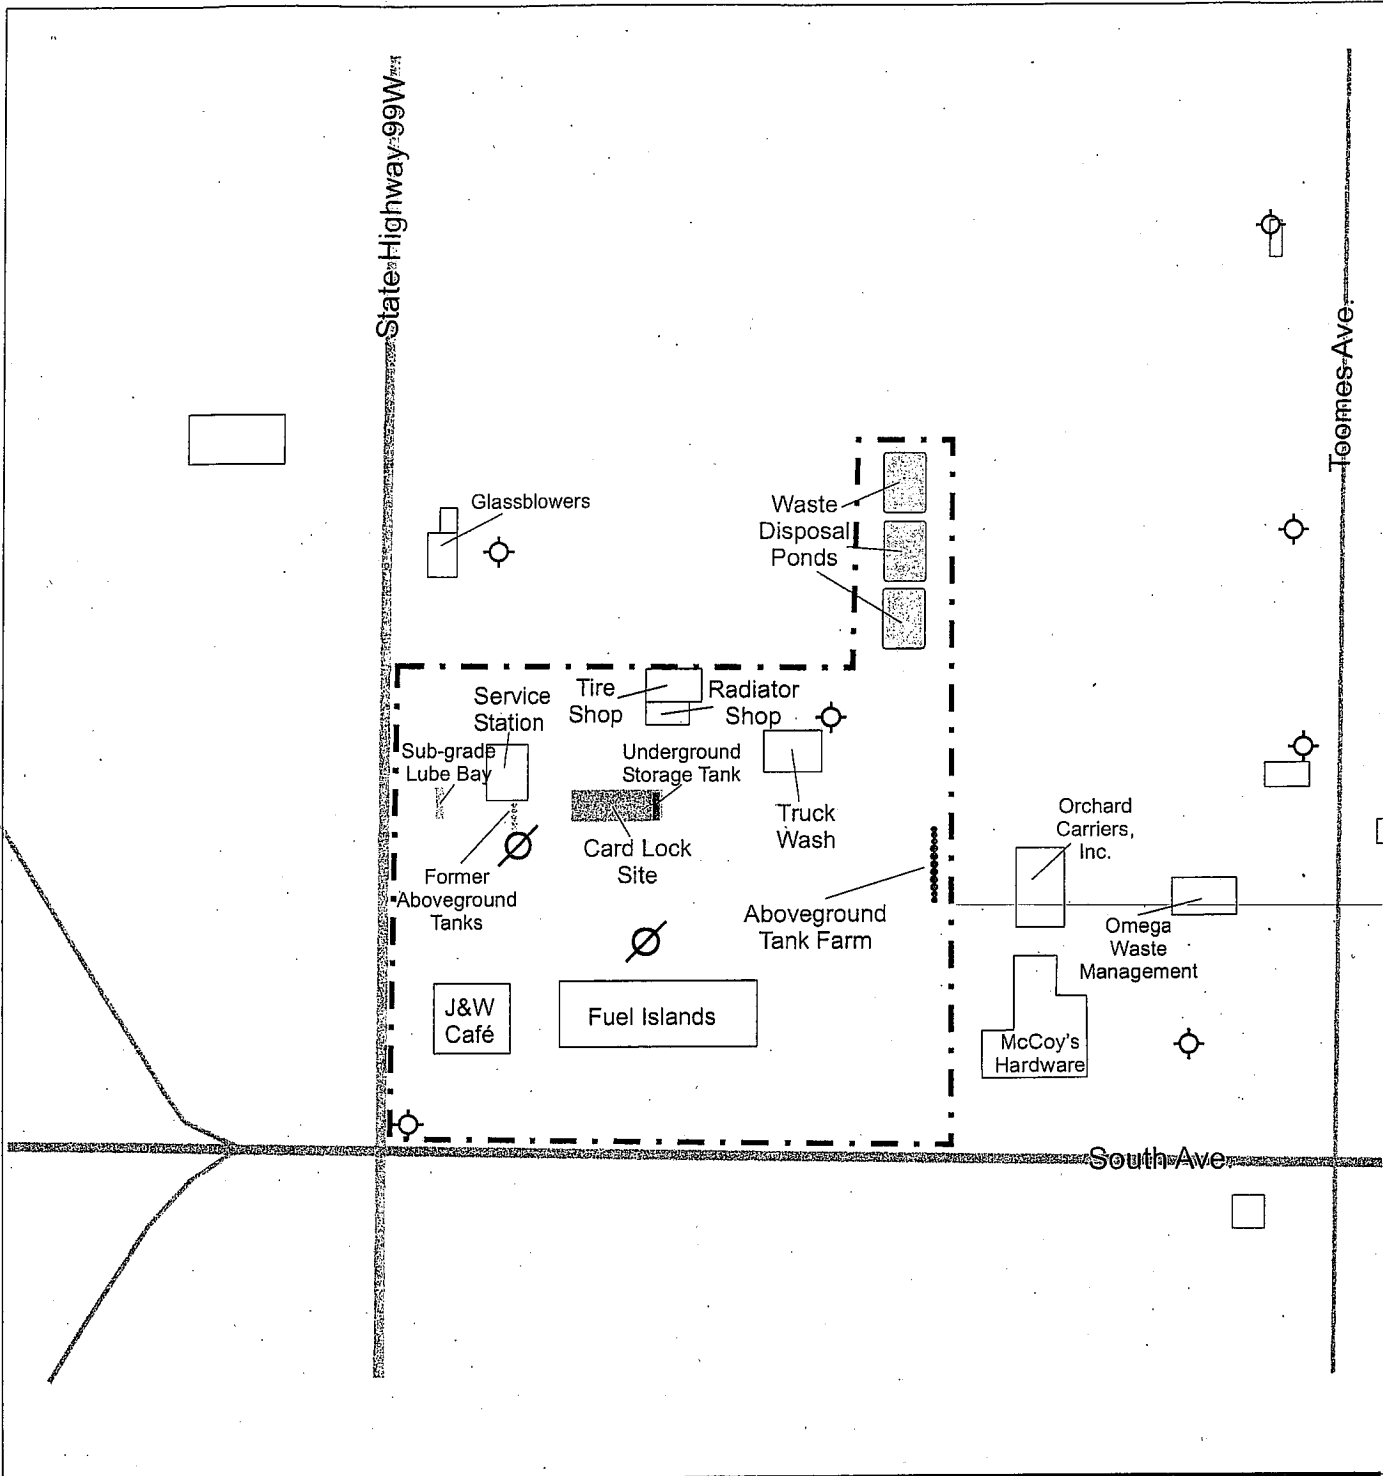 State Highway 99W
Toomes Ave.
Glassblowers
Waste
Disposal
Ponds
Service
Station
Tire
Shop
Radiator
Shop
Sub-grade
Lube Bay
Underground
Storage Tank
Truck
Wash
Card Lock
Site
Former
Aboveground
Tanks
Aboveground
Tank Farm
Orchard
Carriers,
Inc.
Omega
Waste
Management
J&W
Café
Fuel Islands
McCoy's
Hardware
South Ave.